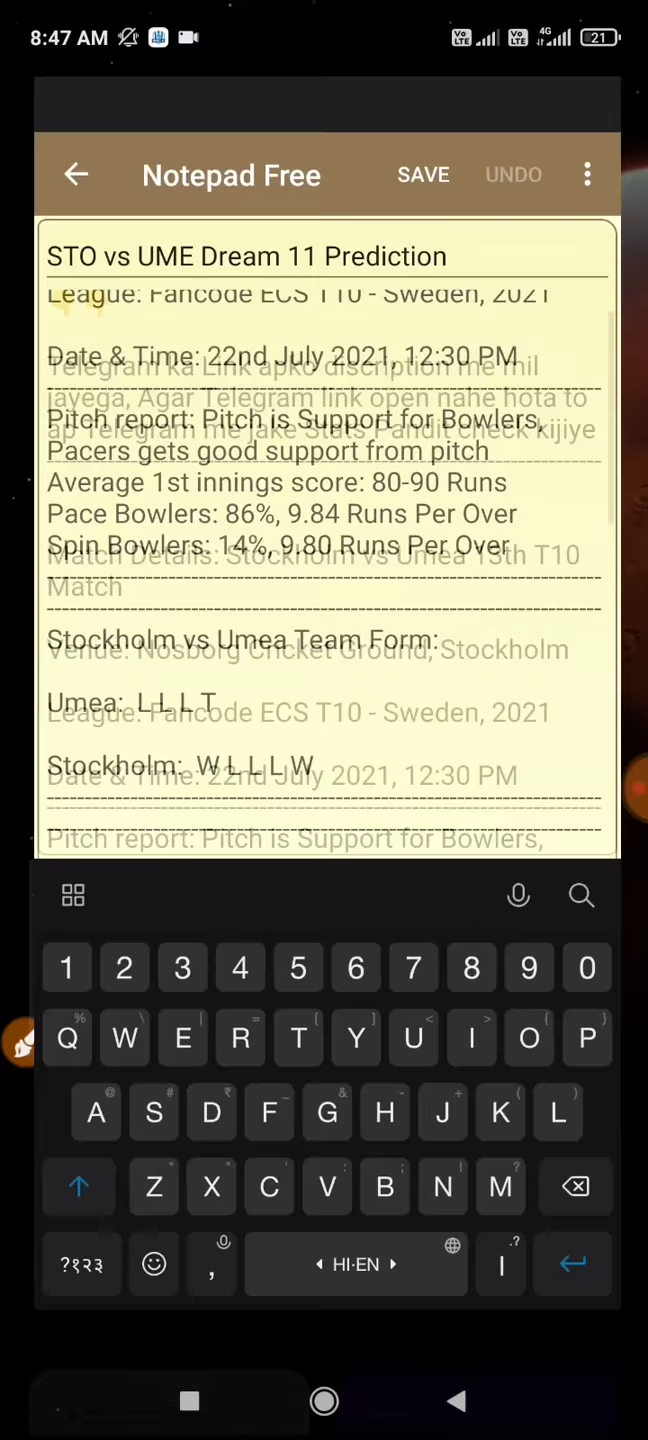 8:47 AM
Vo LTE
Vo LTE
4G
21
Notepad Free
SAVE
UNDO
STO vs UME Dream 11 Prediction
League: Fancode ECS T10 - Sweden, 2021
Date & Time: 22nd July 2021, 12:30 PM
Telegram ka Link apko discription me mil
jayega, Agar Telegram link open nahe hota to
Pitch report: Pitch is Support for Bowlers,
ap Telegram me jake Stats Pandit check kijiye
Pacers gets good support from pitch
Average 1st innings score: 80-90 Runs
Pace Bowlers: 86%, 9.84 Runs Per Over
Spin Bowlers: 14%, 9.80 Runs Per Over
Match Details: Stockholm vs Umea 13th T10
Match
Stockholm vs Umea Team Form:
Venue: Nosborg Cricket Ground, Stockholm
Umea: L L L T
League: Fancode ECS T10 - Sweden, 2021
Stockholm: W L L L W
Date & Time: 22nd July 2021, 12:30 PM
Pitch report: Pitch is Support for Bowlers,
1 2 3 4 5 6 7 8 9 0
% \ | = [ ] < > { }
Q W E R T Y U I O P
@ # ₹ _ & - + ( )
A S D F G H J K L
Z X C V B N M
?१२३ , HI·EN । .?